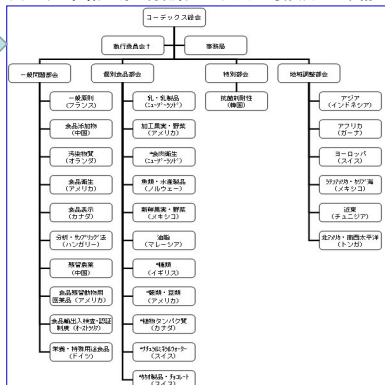 コーデックス総会
執行委員会†
事務局
一般問題部会
個別食品部会
特別部会
地域調整部会
一般原則
(フランス)
食品添加物
(中国)
汚染物質
(オランダ)
食品衛生
(アメリカ)
食品表示
(カナダ)
分析・サンプリング法
(ハンガリー)
残留農薬
(中国)
食品残留動物用
医薬品 (アメリカ)
食品輸出入検査・認証
制度 (オーストラリア)
栄養・特殊用途食品
(ドイツ)
乳・乳製品
(ニュージーランド)
加工果実・野菜
(アメリカ)
*食肉衛生
(ニュージーランド)
魚類・水産製品
(ノルウェー)
生鮮果実・野菜
(メキシコ)
油脂
(マレーシア)
*糖類
(イギリス)
*穀類・豆類
(アメリカ)
*植物タンパク質
(カナダ)
*ナチュラルミネラルウォーター
(スイス)
*ココア製品・チョコレート
(スイス)
抗菌剤耐性
(韓国)
アジア
(インドネシア)
アフリカ
(ガーナ)
ヨーロッパ
(スイス)
ラテンアメリカ・カリブ海
(メキシコ)
近東
(チュニジア)
北アメリカ・南西太平洋
(トンガ)